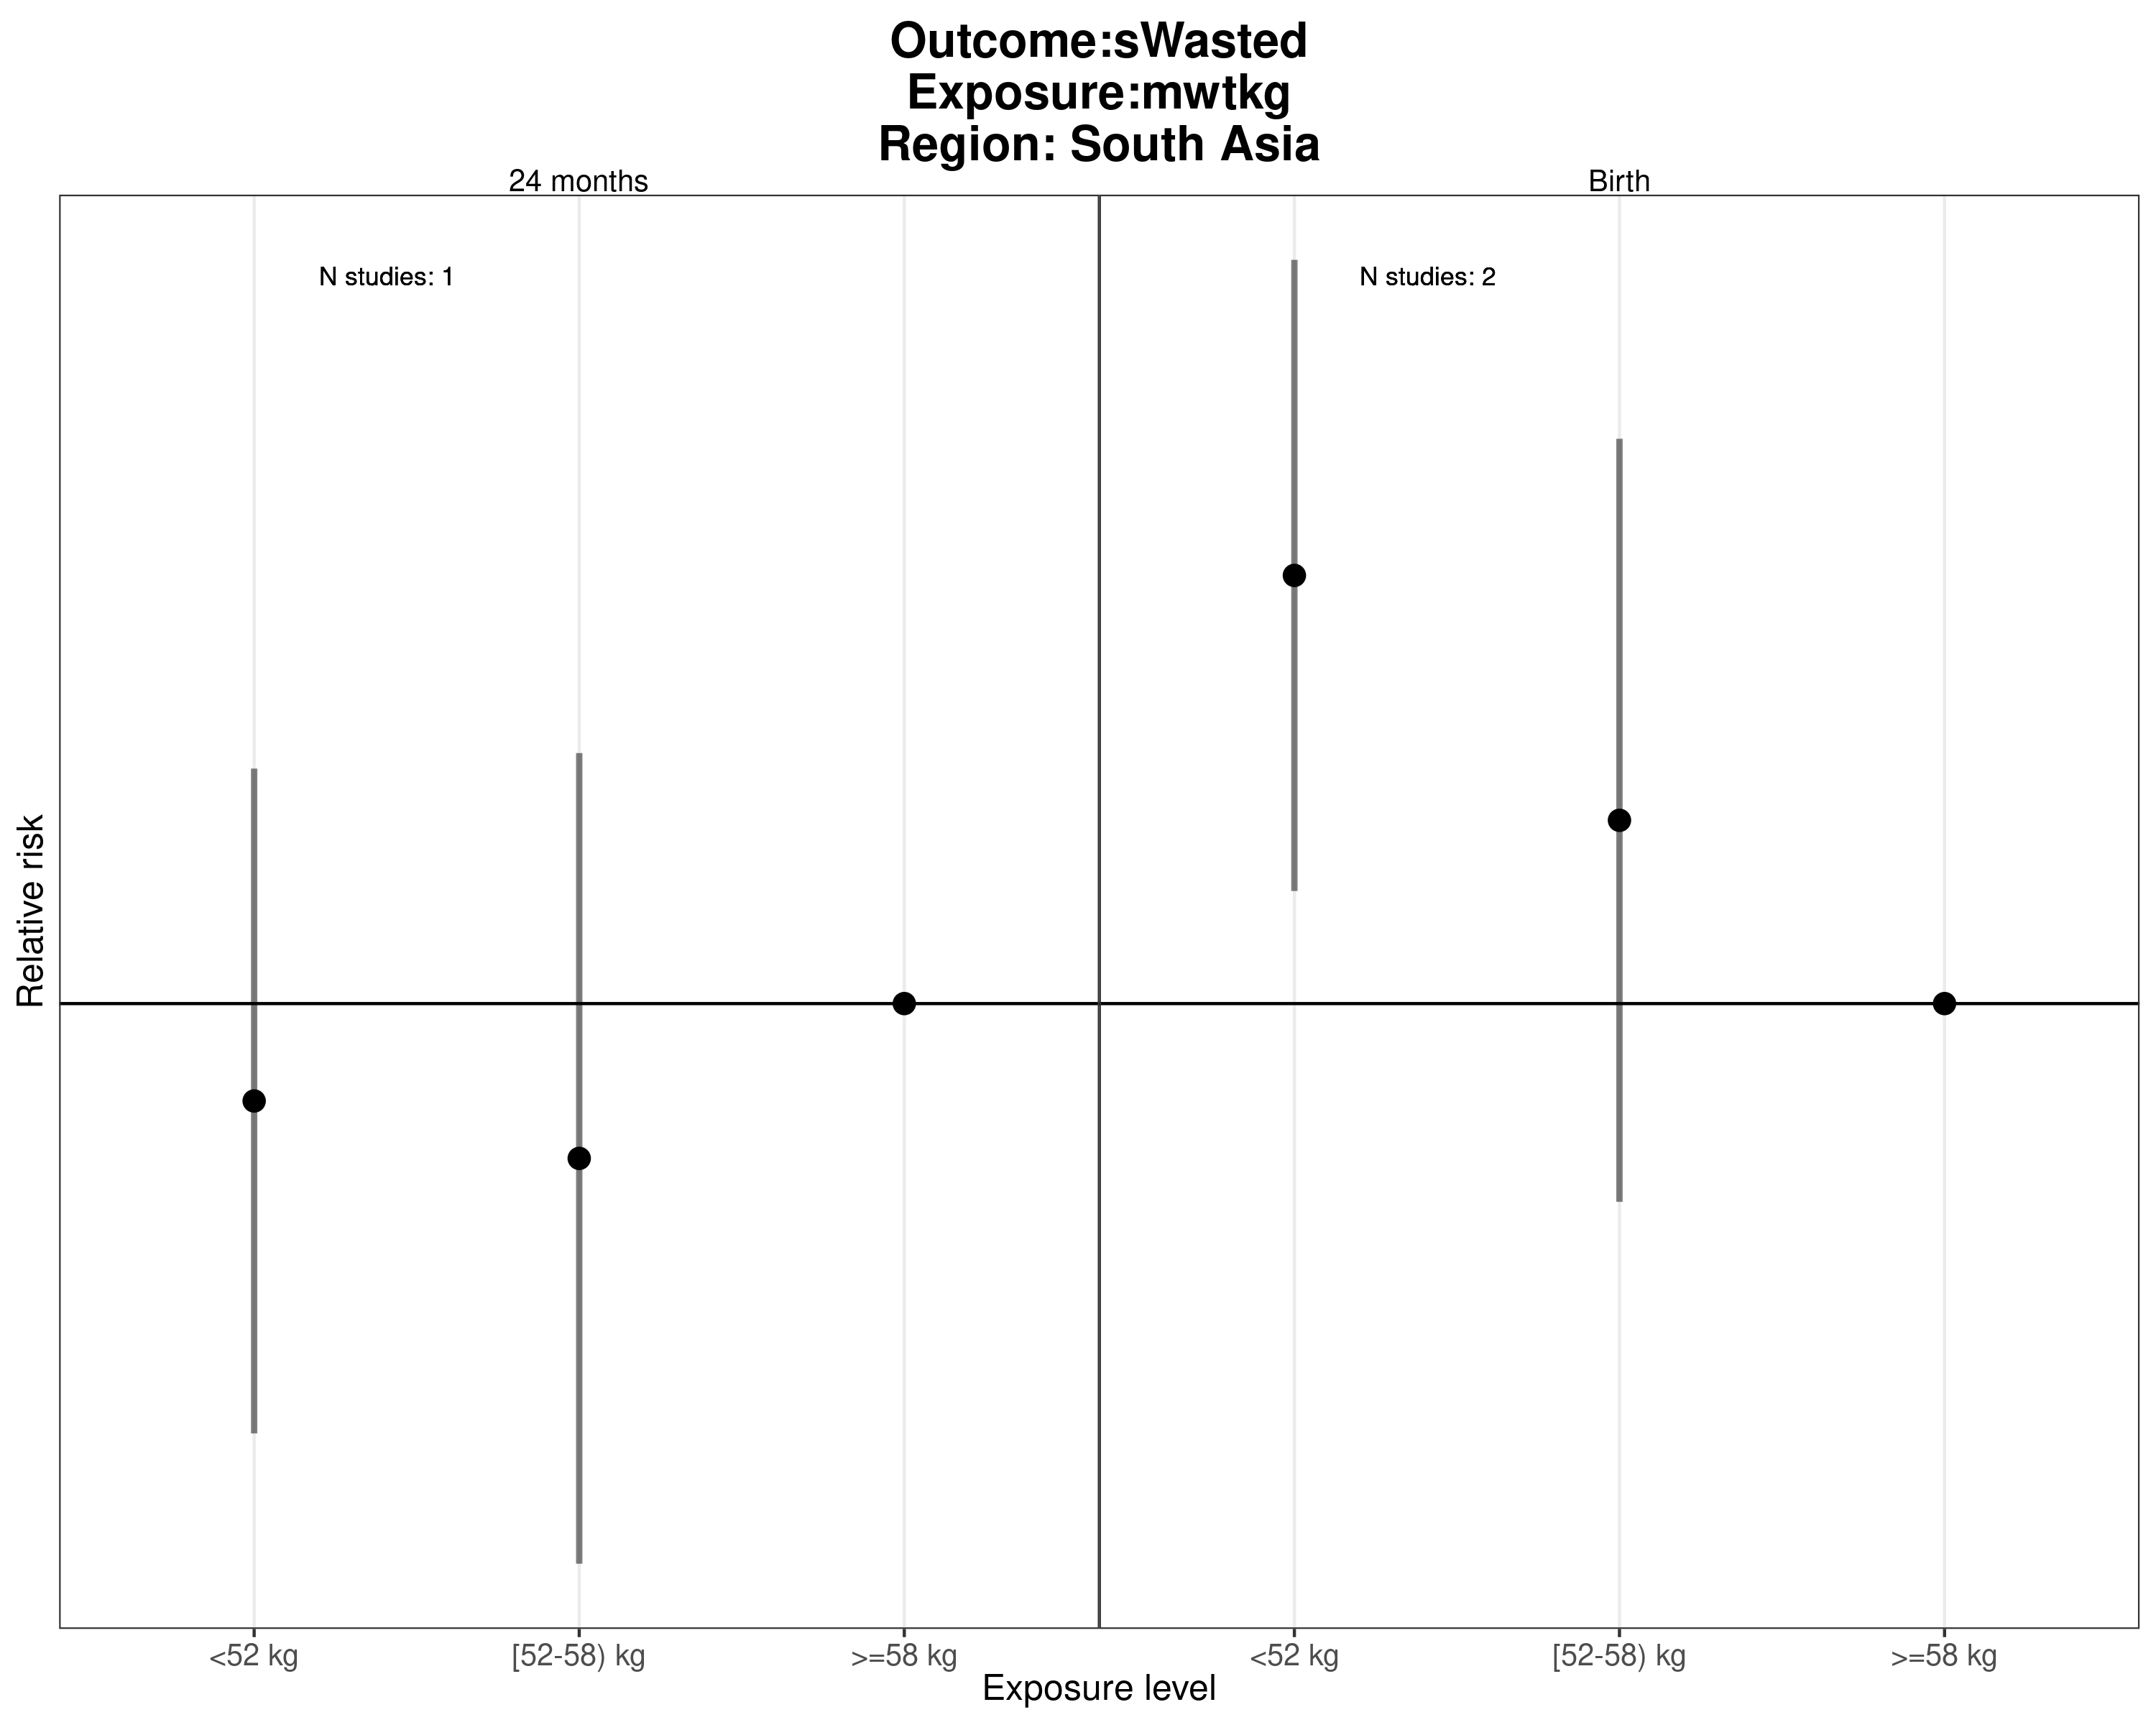 Outcome:sWasted
Exposure:mwtkg
Region: South Asia
24 months
Birth
N studies: 1
N studies: 2
Relative risk
<52 kg
[52-58) kg
>=58 kg
<52 kg
[52-58) kg
>=58 kg
Exposure level